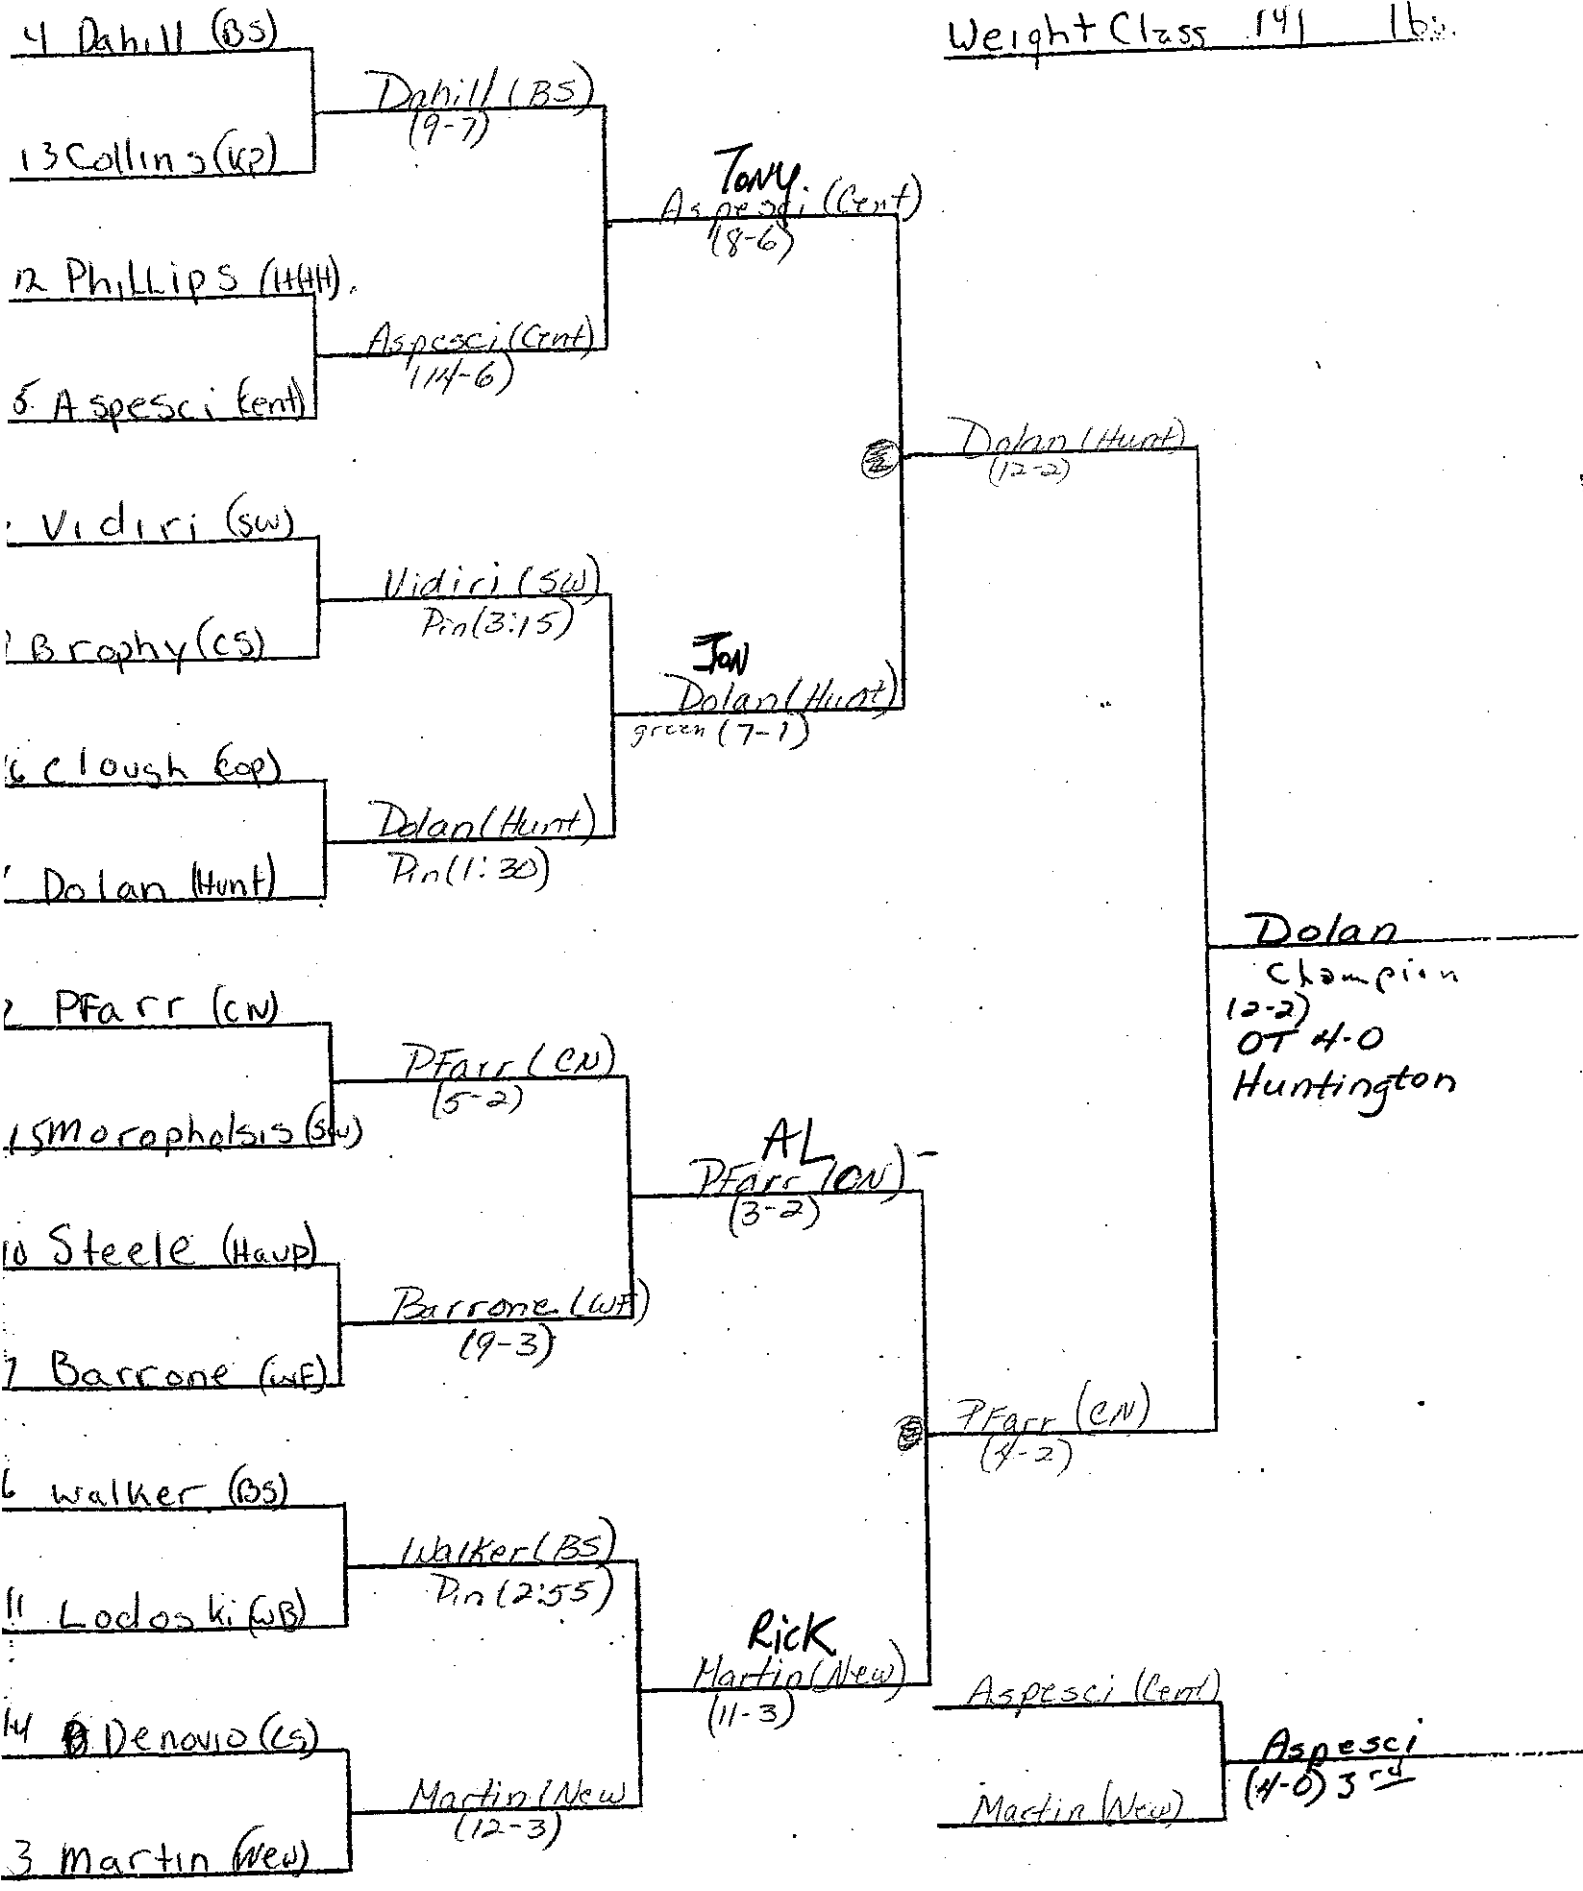 Weight Class 141 lbs.
4 Dahill (BS)
Dahill (BS)
(9-7)
13 Collins (KP)
Tony
Aspesci (Cent)
(8-6)
12 Phillips (HHH)
Aspesci (Cent)
(14-6)
5. Aspesci (Cent)
Dolan (Hunt)
(12-2)
Vidiri (SW)
Vidiri (SW)
Pin (3:15)
Brophy (CS)
Jon
Dolan (Hunt)
green (7-1)
Clough (Cop)
Dolan (Hunt)
Pin (1:30)
Dolan (Hunt)
Dolan
Champion
(2-2)
OT 4-0
Huntington
2 PFarr (CN)
PFarr (CN)
(5-2)
15 Moropholsis (SW)
AL
PFarr (CN)
(3-2)
10 Steele (Haup)
Barrone (WF)
(9-3)
7 Barrone (WF)
PFarr (CN)
(4-2)
6 Walker (BS)
Walker (BS)
Pin (2:55)
11 Lodoski (WB)
Rick
Martin (New)
(11-3)
14 Denovio (CS)
Martin (New
(12-3)
3 Martin (New)
Aspesci (Cent)
Aspesci
(4-0) 3rd
Martin (New)